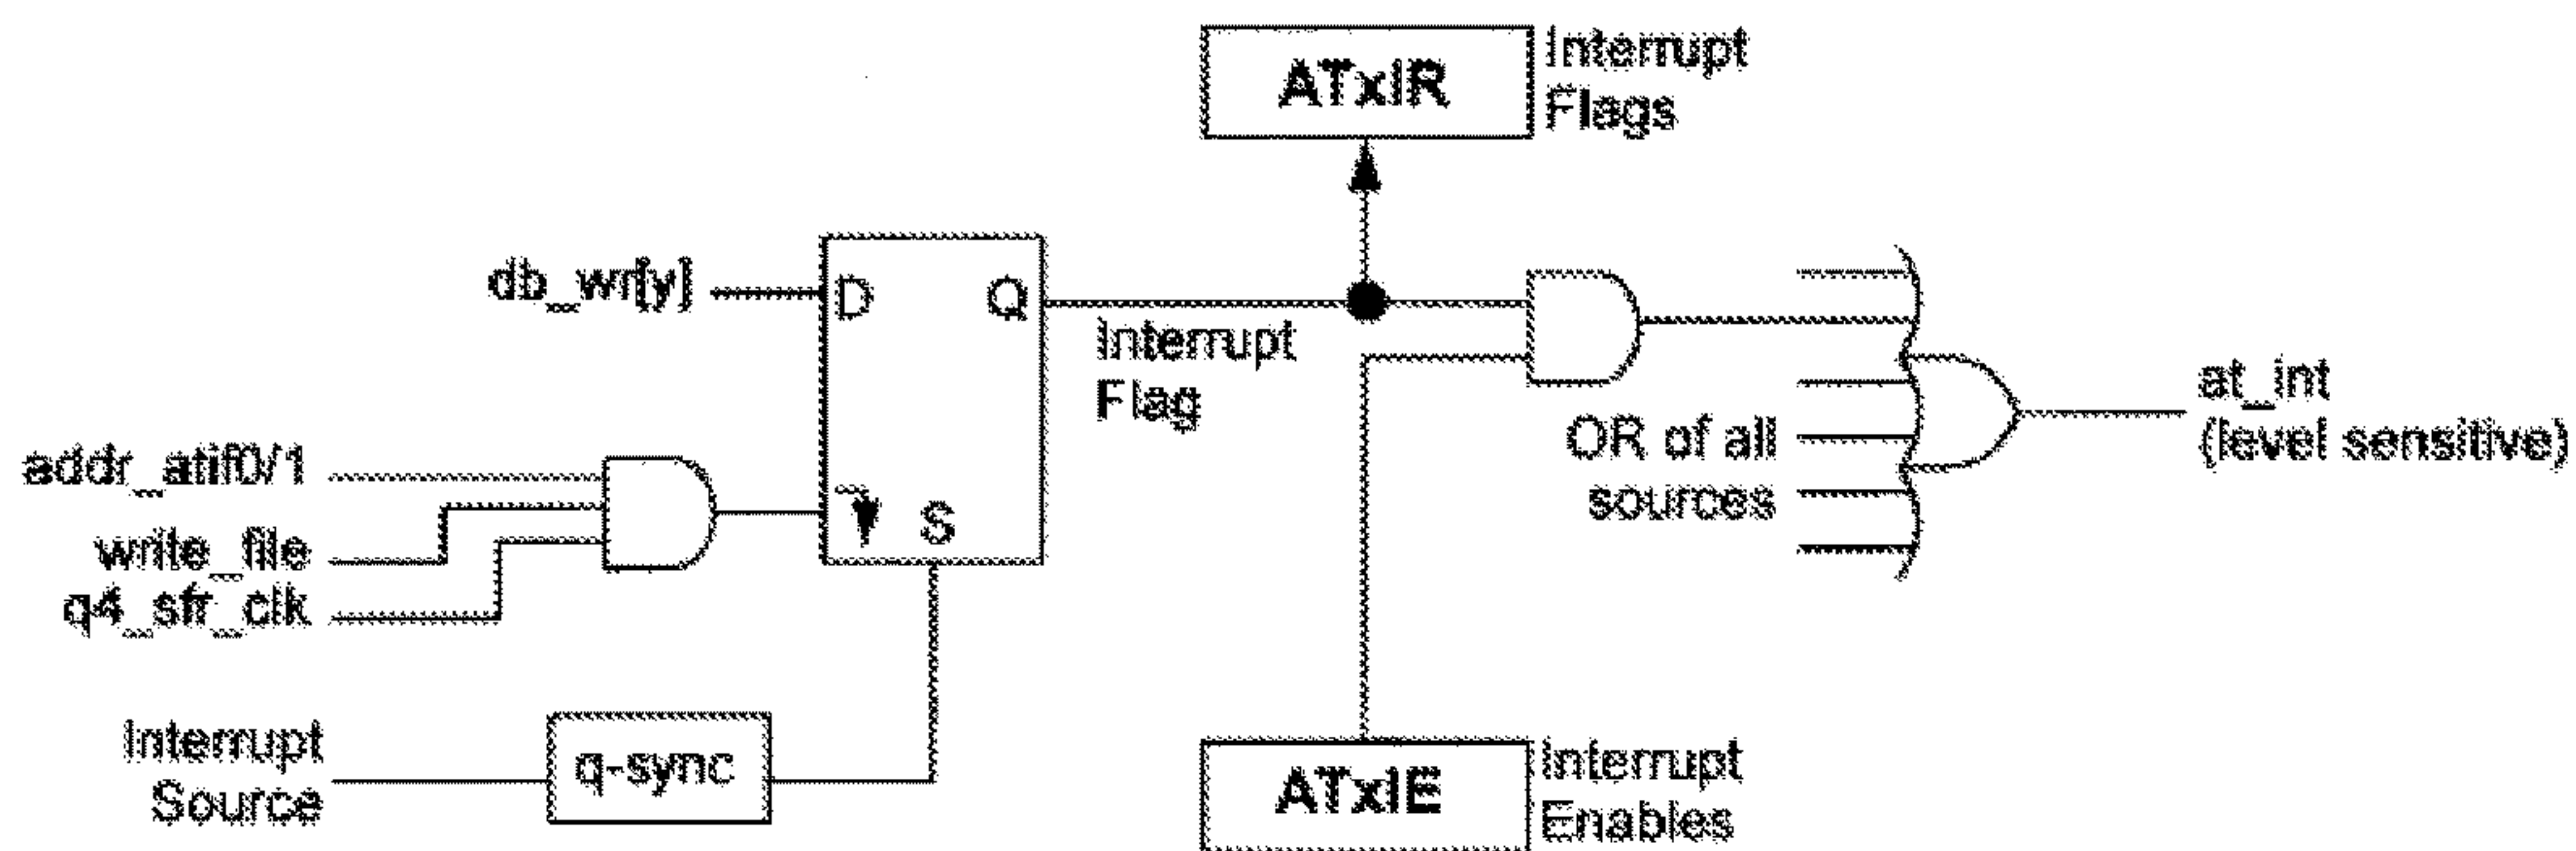 ATxIR
Interrupt
Flags
db_wr[y]
D
Q
Interrupt
Flag
addr_atif0/1
write_file
q4_sfr_clk
S
OR of all
sources
at_int
(level sensitive)
Interrupt
Source
q-sync
ATxIE
Interrupt
Enables